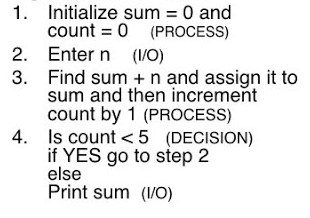 1. Initialize sum = 0 and
count = 0 (PROCESS)
2. Enter n (I/O)
3. Find sum + n and assign it to
sum and then increment
count by 1 (PROCESS)
4. Is count < 5 (DECISION)
if YES go to step 2
else
Print sum (I/O)